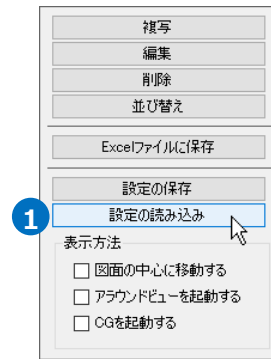 複写
編集
削除
並び替え
Excelファイルに保存
設定の保存
1
設定の読み込み
表示方法
図面の中心に移動する
アラウンドビューを起動する
CGを起動する